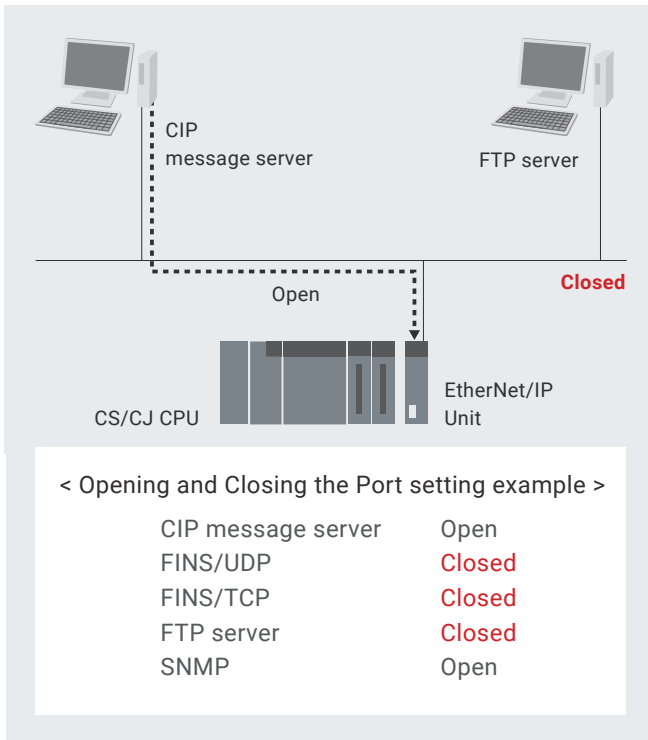 CIP
message server
FTP server
Closed
Open
CS/CJ CPU
EtherNet/IP
Unit
< Opening and Closing the Port setting example >
CIP message server Open
FINS/UDP Closed
FINS/TCP Closed
FTP server Closed
SNMP Open